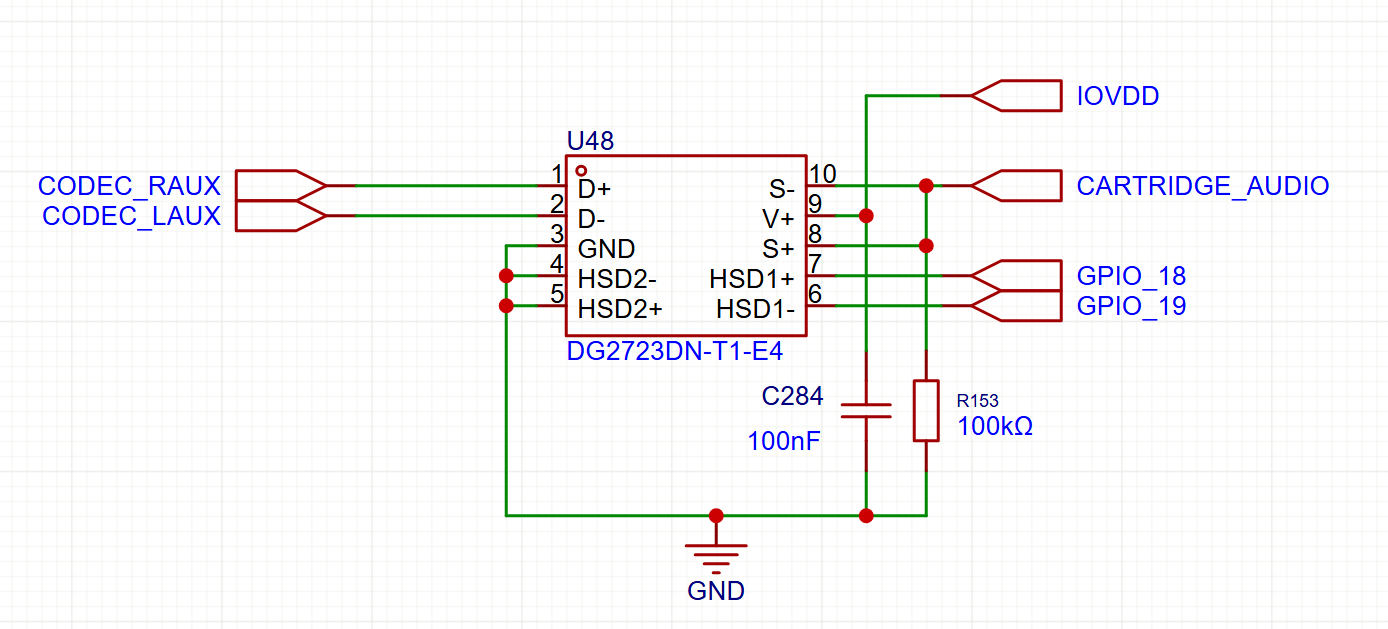 IOVDD
U48
CODEC_RAUX
CODEC_LAUX
1
2
3
4
5
D+
D-
GND
HSD2-
HSD2+
S-
V+
S+
HSD1+
HSD1-
10
9
8
7
6
CARTRIDGE_AUDIO
GPIO_18
GPIO_19
DG2723DN-T1-E4
C284
100nF
R153
100kΩ
GND